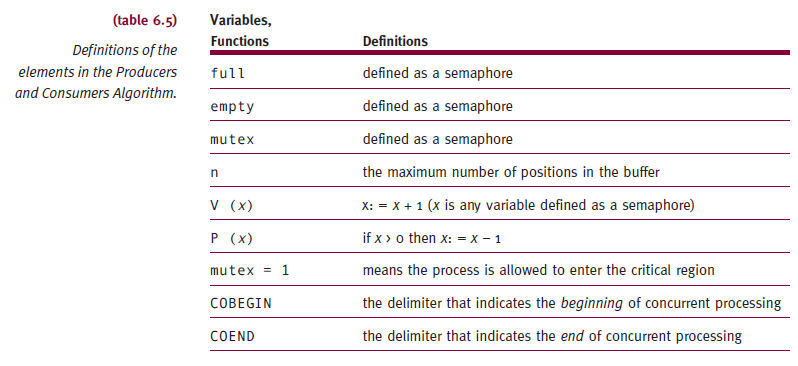 (table 6.5)
Definitions of the
elements in the Producers
and Consumers Algorithm.
Variables,
Functions Definitions
full defined as a semaphore
empty defined as a semaphore
mutex defined as a semaphore
n the maximum number of positions in the buffer
V (x) x: = x + 1 (x is any variable defined as a semaphore)
P (x) if x > 0 then x: = x – 1
mutex = 1 means the process is allowed to enter the critical region
COBEGIN the delimiter that indicates the beginning of concurrent processing
COEND the delimiter that indicates the end of concurrent processing